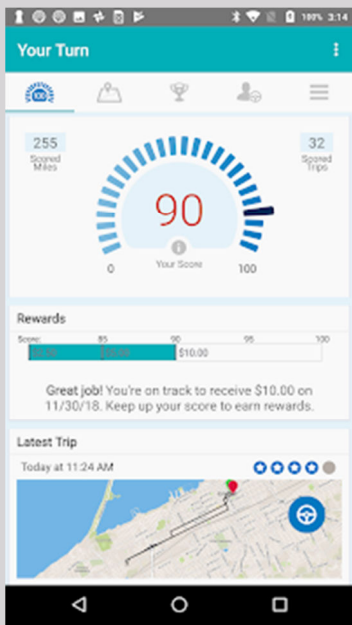 100% 3:14
Your Turn
100
255
Scored
Miles
32
Scored
Trips
90
0
Your Score
100
Rewards
Score: 85 90 95 100
$10.00
Great job! You're on track to receive $10.00 on
11/30/18. Keep up your score to earn rewards.
Latest Trip
Today at 11:24 AM